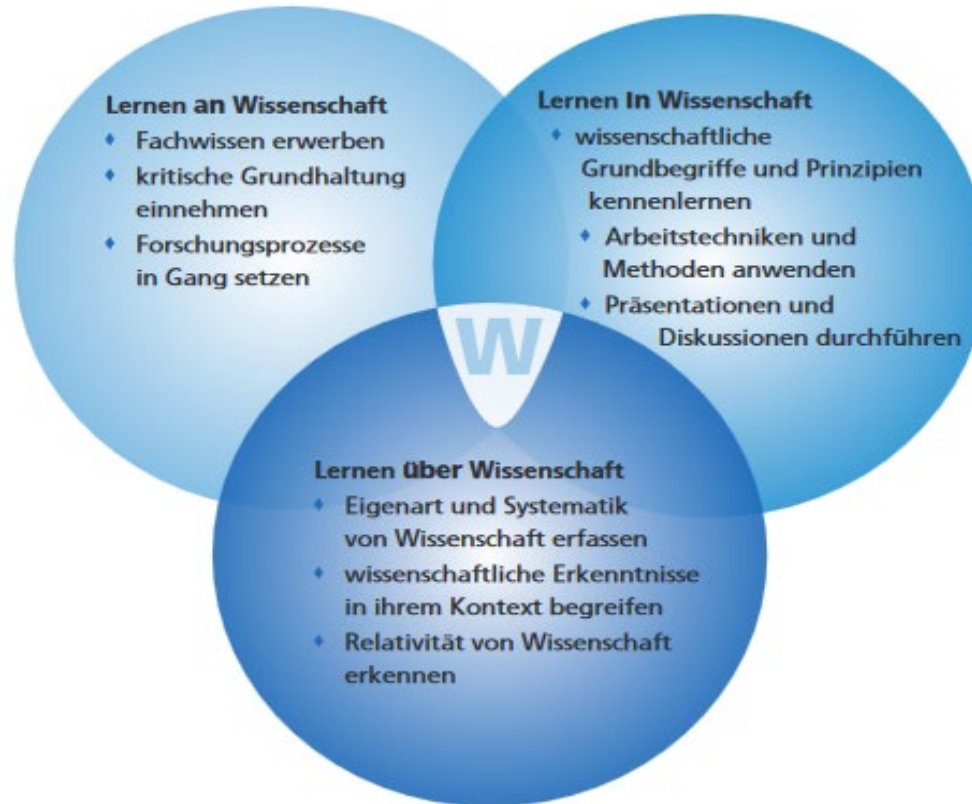 Lernen an Wissenschaft
♦ Fachwissen erwerben
♦ kritische Grundhaltung
einnehmen
♦ Forschungsprozesse
in Gang setzen
Lernen in Wissenschaft
♦ wissenschaftliche
Grundbegriffe und Prinzipien
kennenlernen
♦ Arbeitstechniken und
Methoden anwenden
♦ Präsentationen und
Diskussionen durchführen
W
Lernen über Wissenschaft
♦ Eigenart und Systematik
von Wissenschaft erfassen
♦ wissenschaftliche Erkenntnisse
in ihrem Kontext begreifen
♦ Relativität von Wissenschaft
erkennen